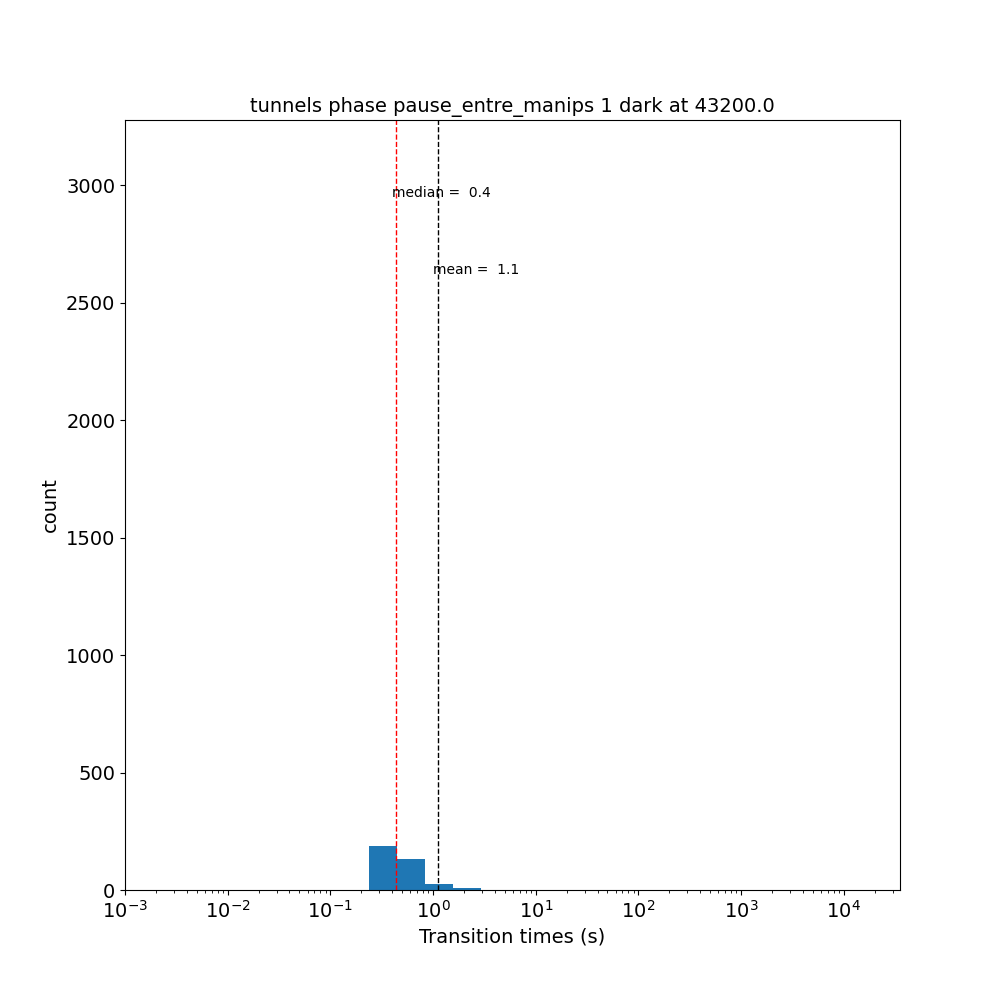 tunnels phase pause_entre_manips 1 dark at 43200.0
median =  0.4
mean =  1.1
count
3000
2500
2000
1500
1000
500
0
10⁻³ 10⁻² 10⁻¹ 10⁰ 10¹ 10² 10³ 10⁴
Transition times (s)